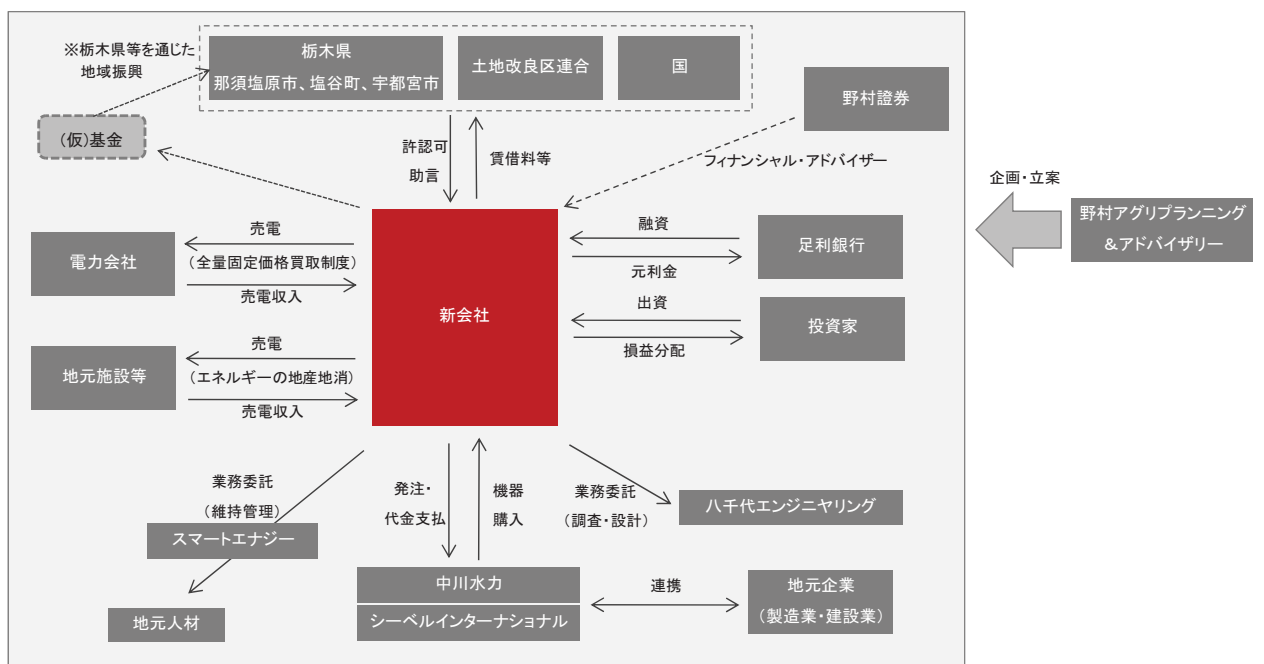 ※栃木県等を通じた
地域振興
栃木県
那須塩原市、塩谷町、宇都宮市
土地改良区連合
国
野村證券
(仮)基金
許認可
助言
賃借料等
フィナンシャル・アドバイザー
企画・立案
野村アグリプランニング
&アドバイザリー
電力会社
売電
(全量固定価格買取制度)
売電収入
新会社
融資
元利金
足利銀行
出資
損益分配
投資家
地元施設等
売電
(エネルギーの地産地消)
売電収入
業務委託
(維持管理)
スマートエナジー
地元人材
発注・
代金支払
機器
購入
業務委託
(調査・設計)
八千代エンジニヤリング
中川水力
シーベルインターナショナル
連携
地元企業
(製造業・建設業)